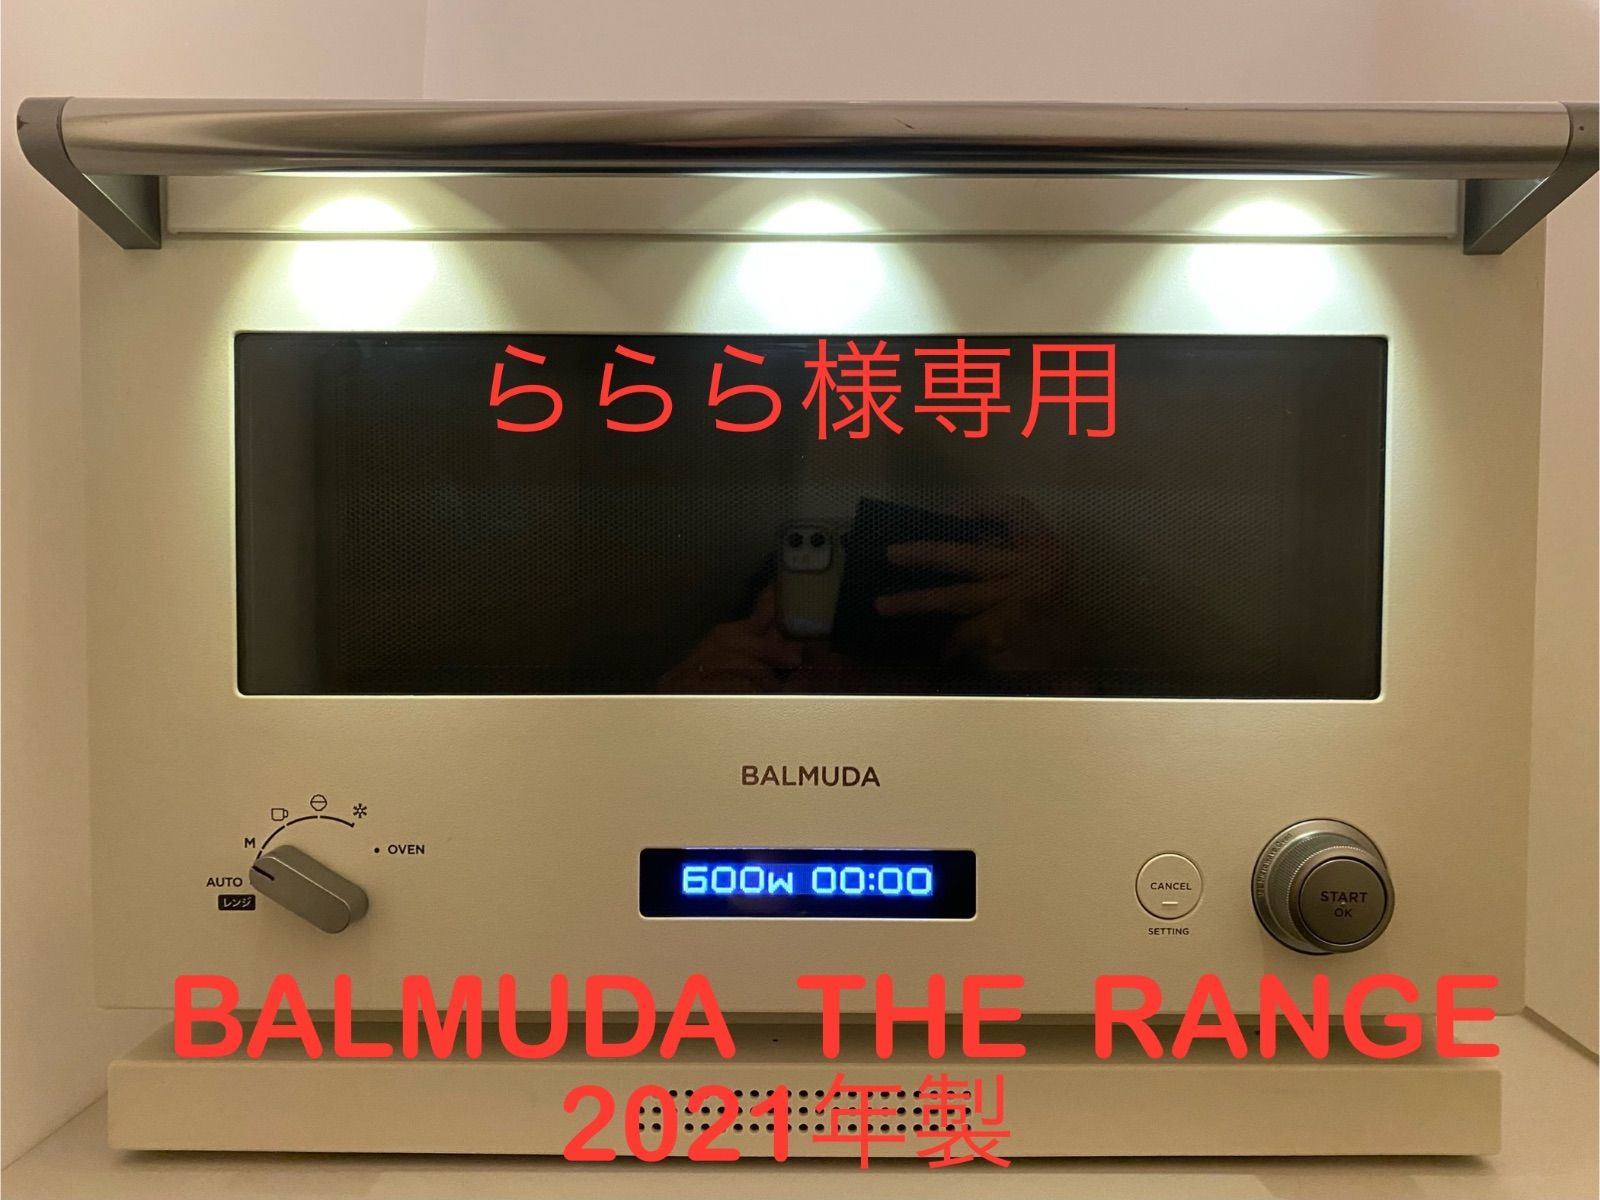 ららら様専用
BALMUDA
M
OVEN
AUTO
レンジ
600W 00:00
CANCEL
SETTING
START
OK
BALMUDA THE RANGE
2021年製